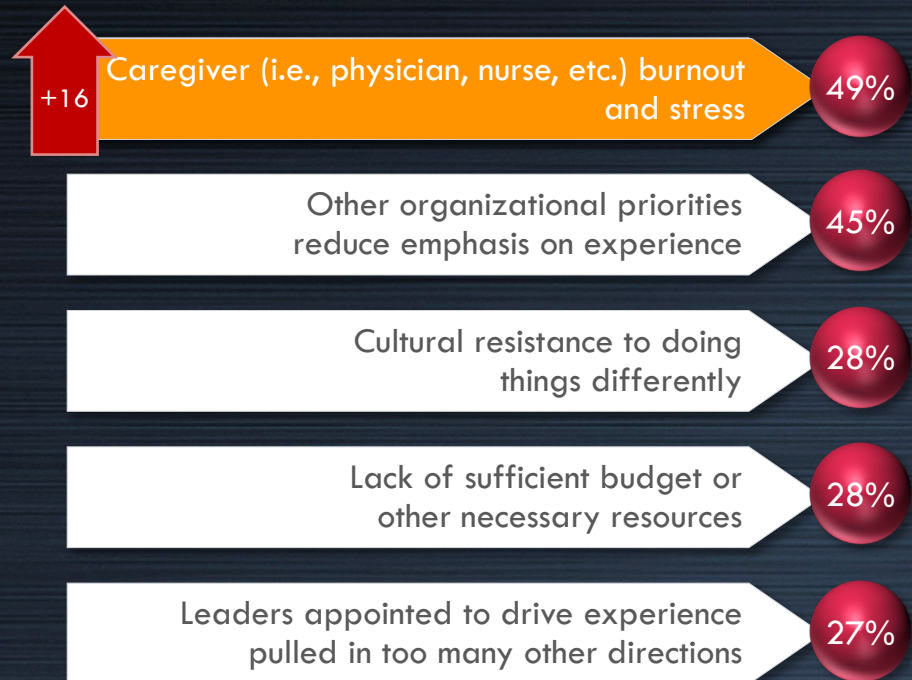 +16
Caregiver (i.e., physician, nurse, etc.) burnout
and stress
49%
Other organizational priorities
reduce emphasis on experience
45%
Cultural resistance to doing
things differently
28%
Lack of sufficient budget or
other necessary resources
28%
Leaders appointed to drive experience
pulled in too many other directions
27%